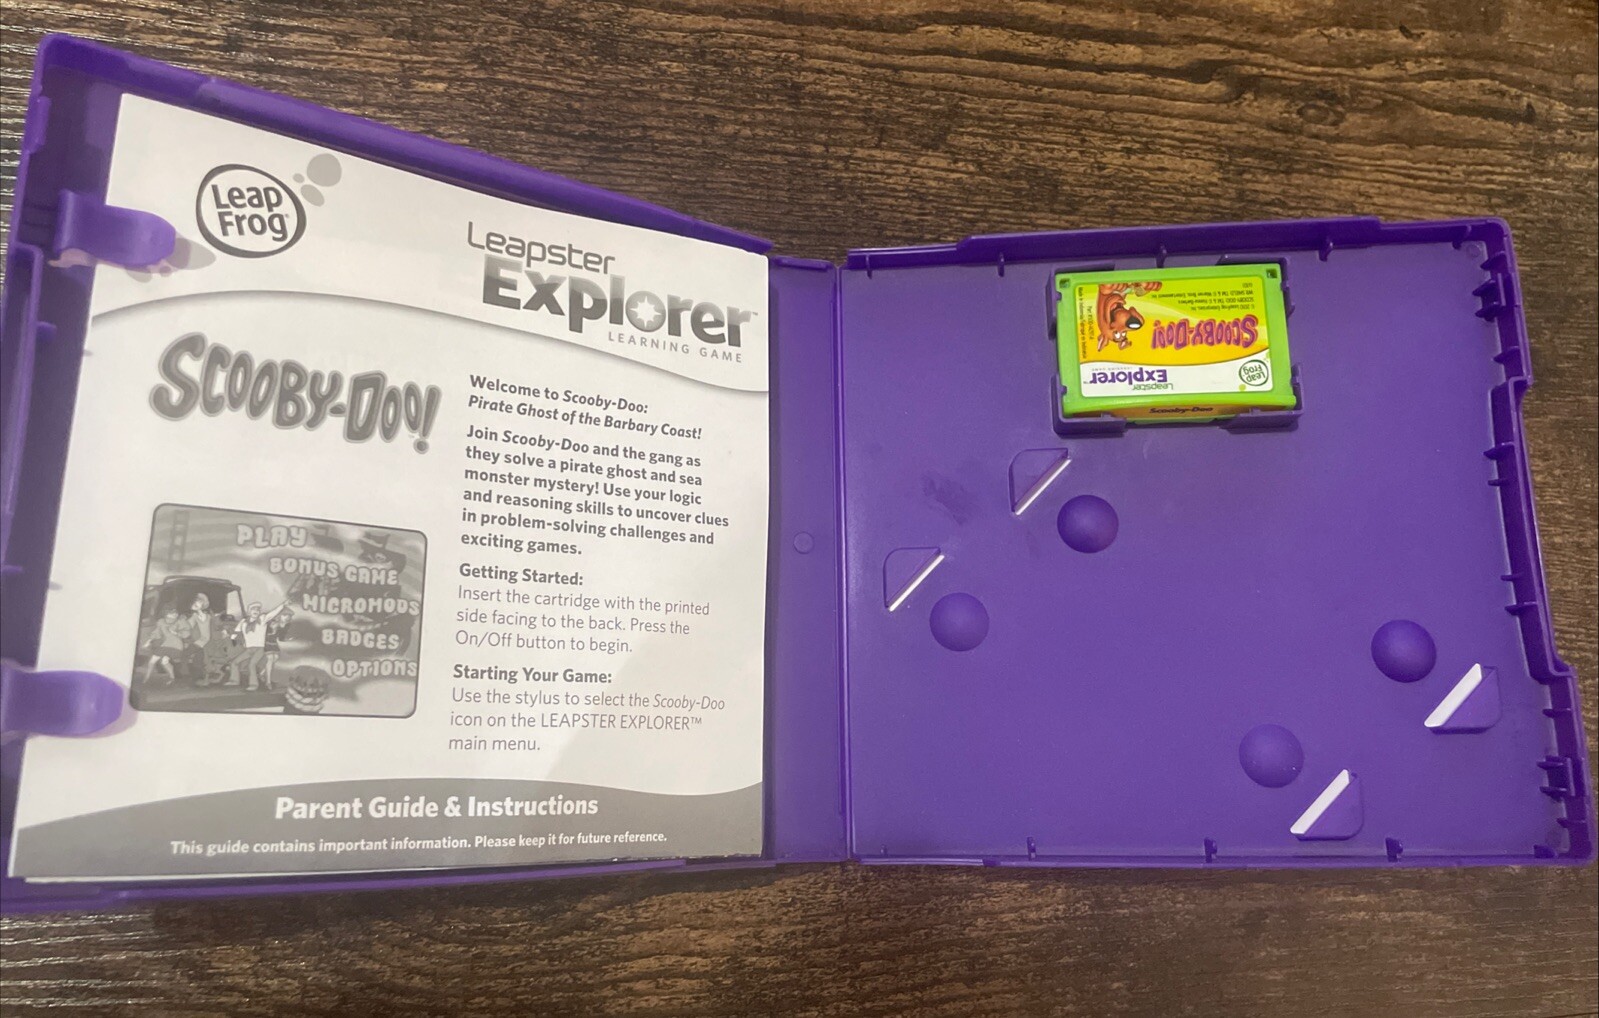 Leap
Frog
Leapster
Explorer™
LEARNING GAME
SCOOBY-DOO!
Welcome to Scooby-Doo:
Pirate Ghost of the Barbary Coast!
Join Scooby-Doo and the gang as
they solve a pirate ghost and sea
monster mystery! Use your logic
and reasoning skills to uncover clues
in problem-solving challenges and
exciting games.
Getting Started:
Insert the cartridge with the printed
side facing to the back. Press the
On/Off button to begin.
Starting Your Game:
Use the stylus to select the Scooby-Doo
icon on the LEAPSTER EXPLORER™
main menu.
PLAY
BONUS GAME
MICROMODS
BADGES
OPTIONS
Parent Guide & Instructions
This guide contains important information. Please keep it for future reference.
Leap
Frog
Leapster
Explorer™
LEARNING GAME
SCOOBY-DOO!
Scooby-Doo